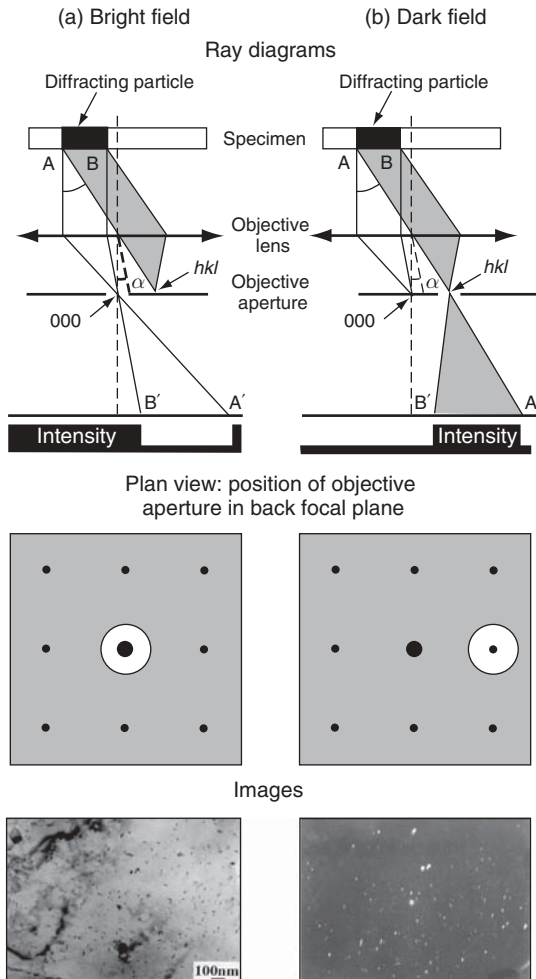 (a) Bright field
(b) Dark field
Ray diagrams
Diffracting particle
Diffracting particle
Specimen
A
B
A
B
Objective
lens
hkl
hkl
α
α
Objective
aperture
000
000
B′
A′
B′
A
Intensity
Intensity
Plan view: position of objective
aperture in back focal plane
Images
100nm